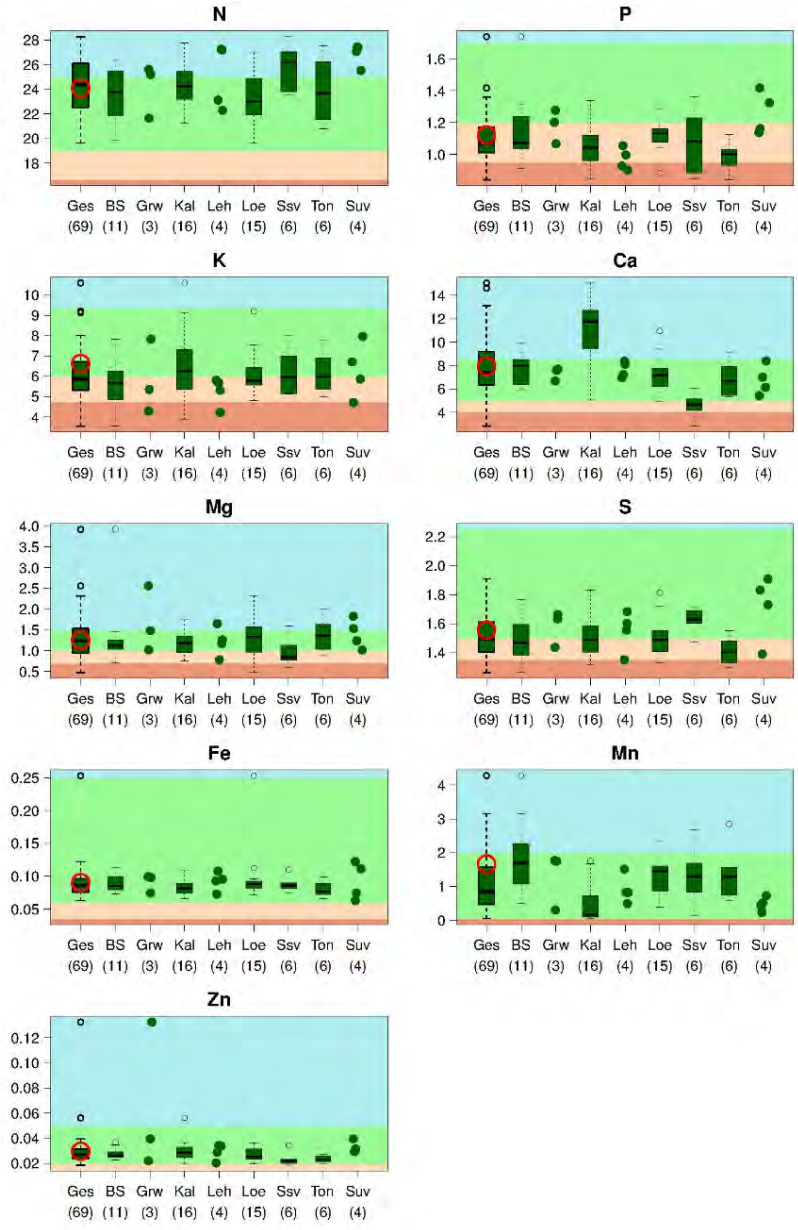 N
28
26
24
22
20
18
Ges BS Grw Kal Leh Loe Ssv Ton Suv
(69) (11) (3) (16) (4) (15) (6) (6) (4)
P
1.6
1.4
1.2
1.0
Ges BS Grw Kal Leh Loe Ssv Ton Suv
(69) (11) (3) (16) (4) (15) (6) (6) (4)
K
10
9
8
7
6
5
4
Ges BS Grw Kal Leh Loe Ssv Ton Suv
(69) (11) (3) (16) (4) (15) (6) (6) (4)
Ca
14
12
10
8
6
4
Ges BS Grw Kal Leh Loe Ssv Ton Suv
(69) (11) (3) (16) (4) (15) (6) (6) (4)
Mg
4.0
3.5
3.0
2.5
2.0
1.5
1.0
0.5
Ges BS Grw Kal Leh Loe Ssv Ton Suv
(69) (11) (3) (16) (4) (15) (6) (6) (4)
S
2.2
2.0
1.8
1.6
1.4
Ges BS Grw Kal Leh Loe Ssv Ton Suv
(69) (11) (3) (16) (4) (15) (6) (6) (4)
Fe
0.25
0.20
0.15
0.10
0.05
Ges BS Grw Kal Leh Loe Ssv Ton Suv
(69) (11) (3) (16) (4) (15) (6) (6) (4)
Mn
4
3
2
1
0
Ges BS Grw Kal Leh Loe Ssv Ton Suv
(69) (11) (3) (16) (4) (15) (6) (6) (4)
Zn
0.12
0.10
0.08
0.06
0.04
0.02
Ges BS Grw Kal Leh Loe Ssv Ton Suv
(69) (11) (3) (16) (4) (15) (6) (6) (4)